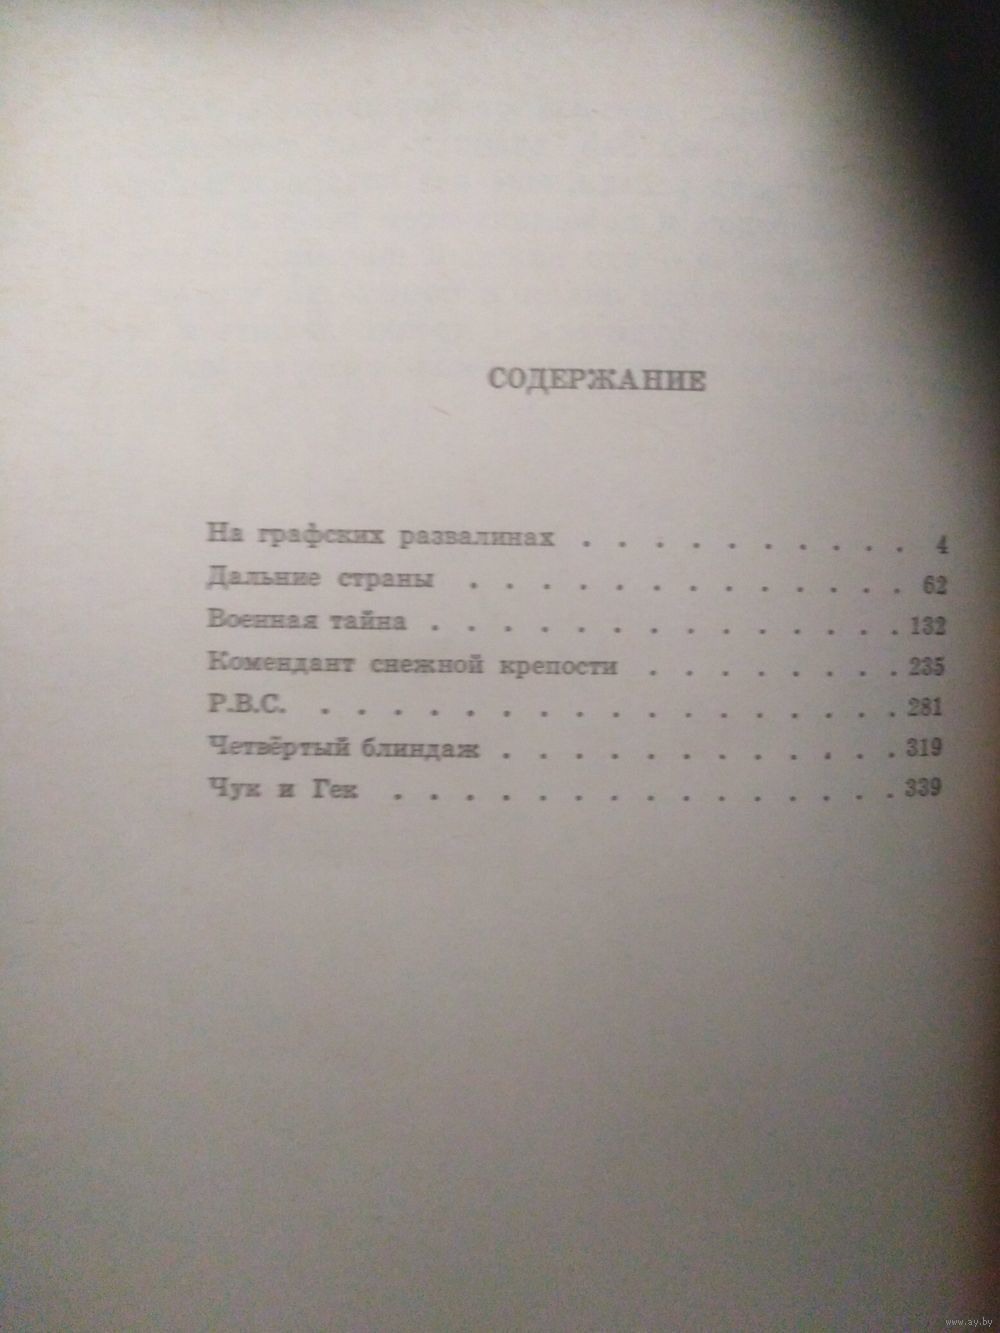 СОДЕРЖАНИЕ
На графских развалинах . . . . . . . . . . 4
Дальние страны . . . . . . . . . . . . 62
Военная тайна . . . . . . . . . . . . . 132
Комендант снежной крепости . . . . . . . 235
Р.В.С. . . . . . . . . . . . . . . . . 281
Четвёртый блиндаж . . . . . . . . . . . 319
Чук и Гек . . . . . . . . . . . . . . 339
www.ay.by